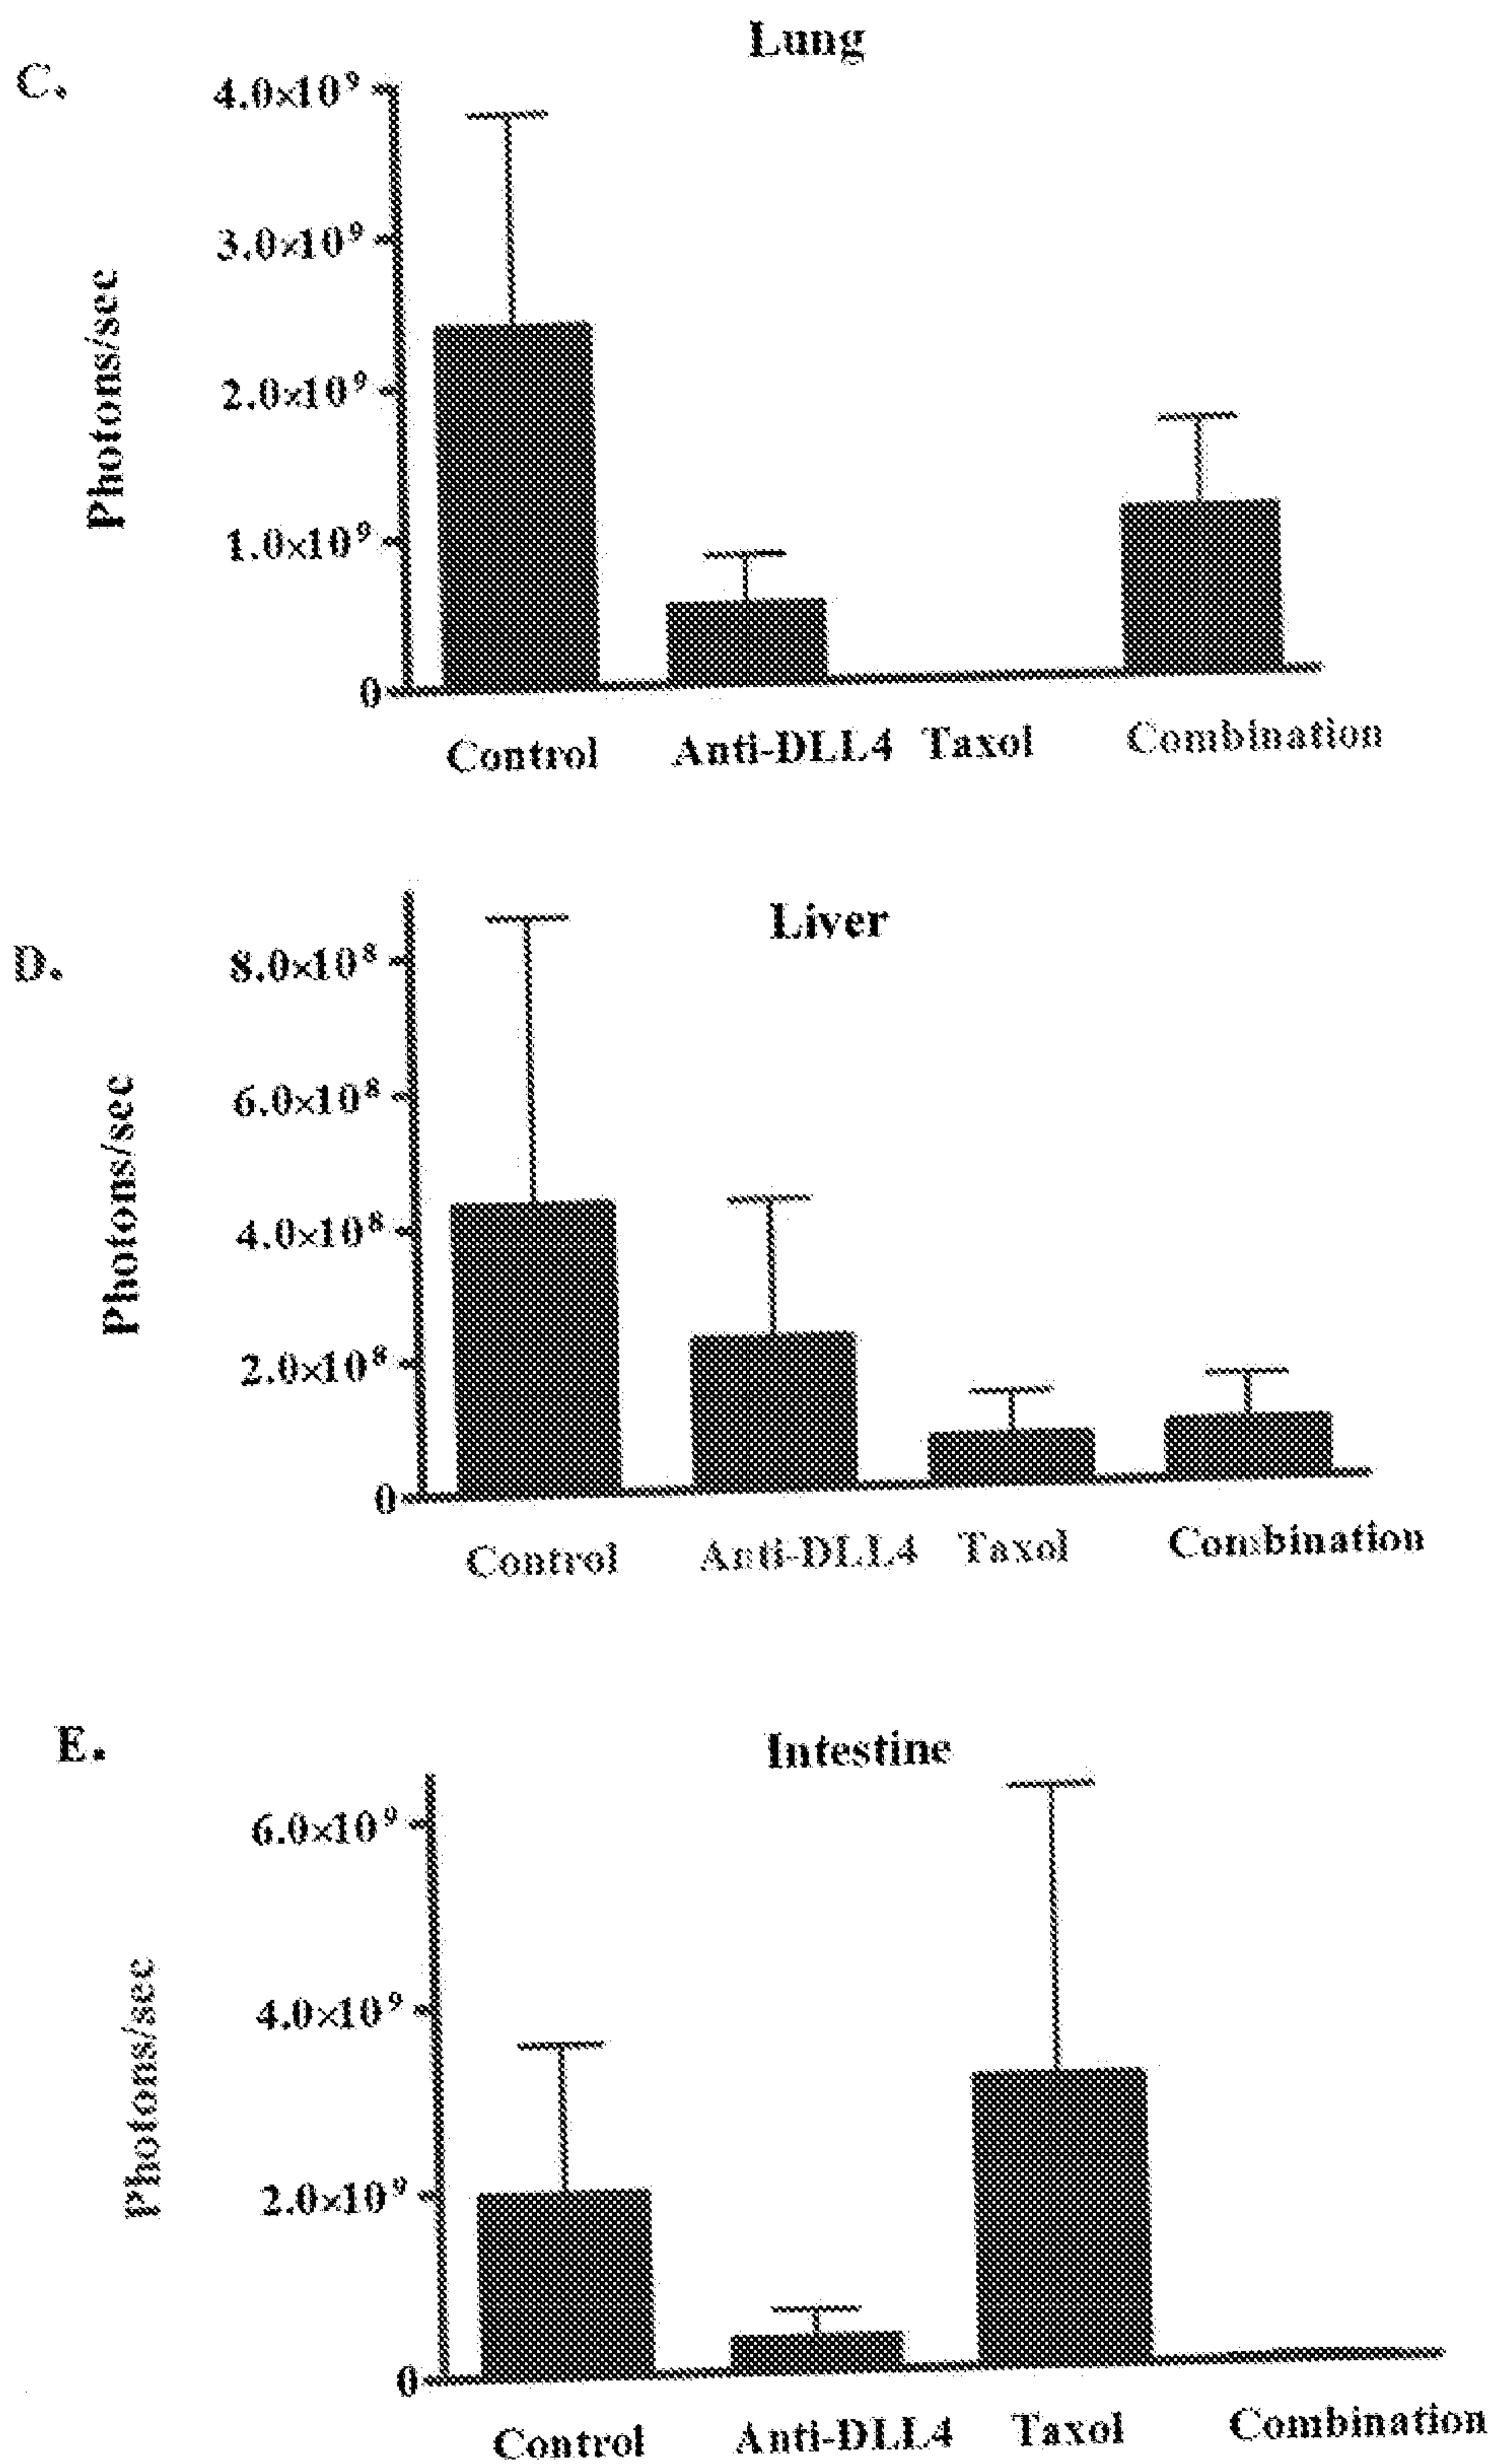 C.
Lung
4.0×10⁹
3.0×10⁹
2.0×10⁹
1.0×10⁹
0
Photons/sec
Control Anti-DLL4 Taxol Combination
D.
Liver
8.0×10⁸
6.0×10⁸
4.0×10⁸
2.0×10⁸
0
Photons/sec
Control Anti-DLL4 Taxol Combination
E.
Intestine
6.0×10⁹
4.0×10⁹
2.0×10⁹
0
Photons/sec
Control Anti-DLL4 Taxol Combination